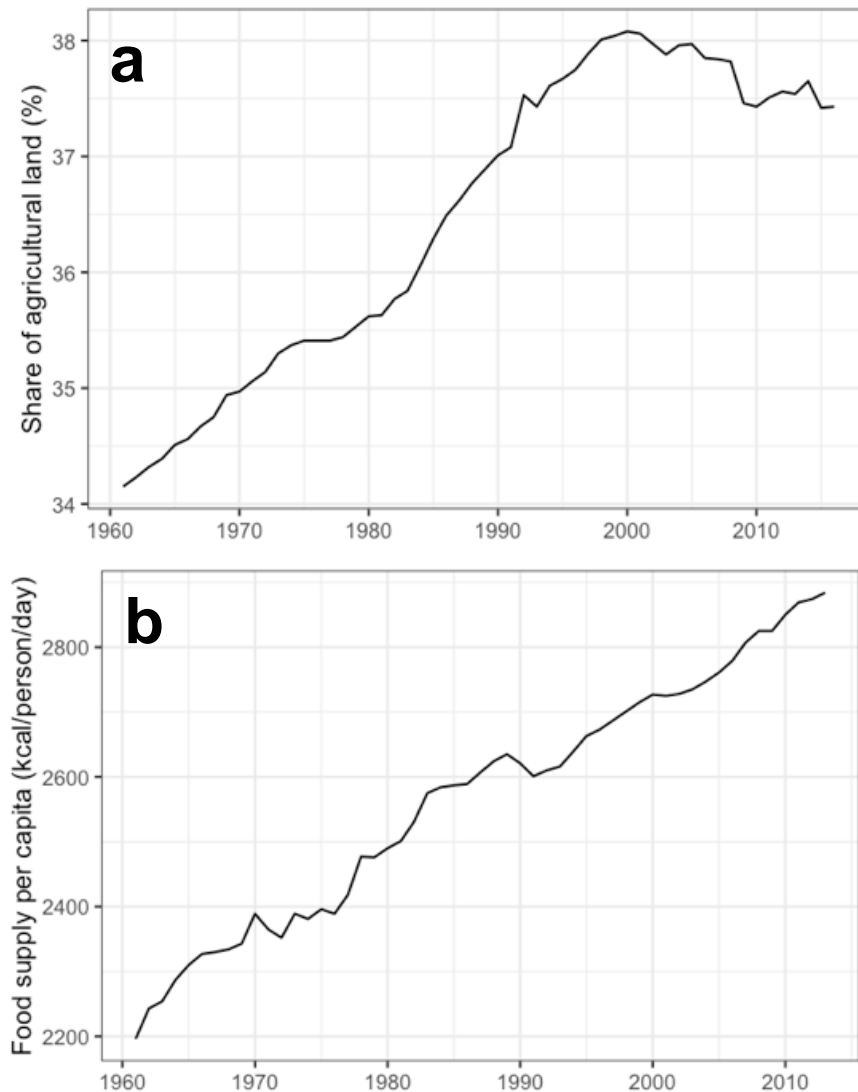 a
Share of agricultural land (%)
38
37
36
35
34
1960 1970 1980 1990 2000 2010
b
Food supply per capita (kcal/person/day)
2800
2600
2400
2200
1960 1970 1980 1990 2000 2010